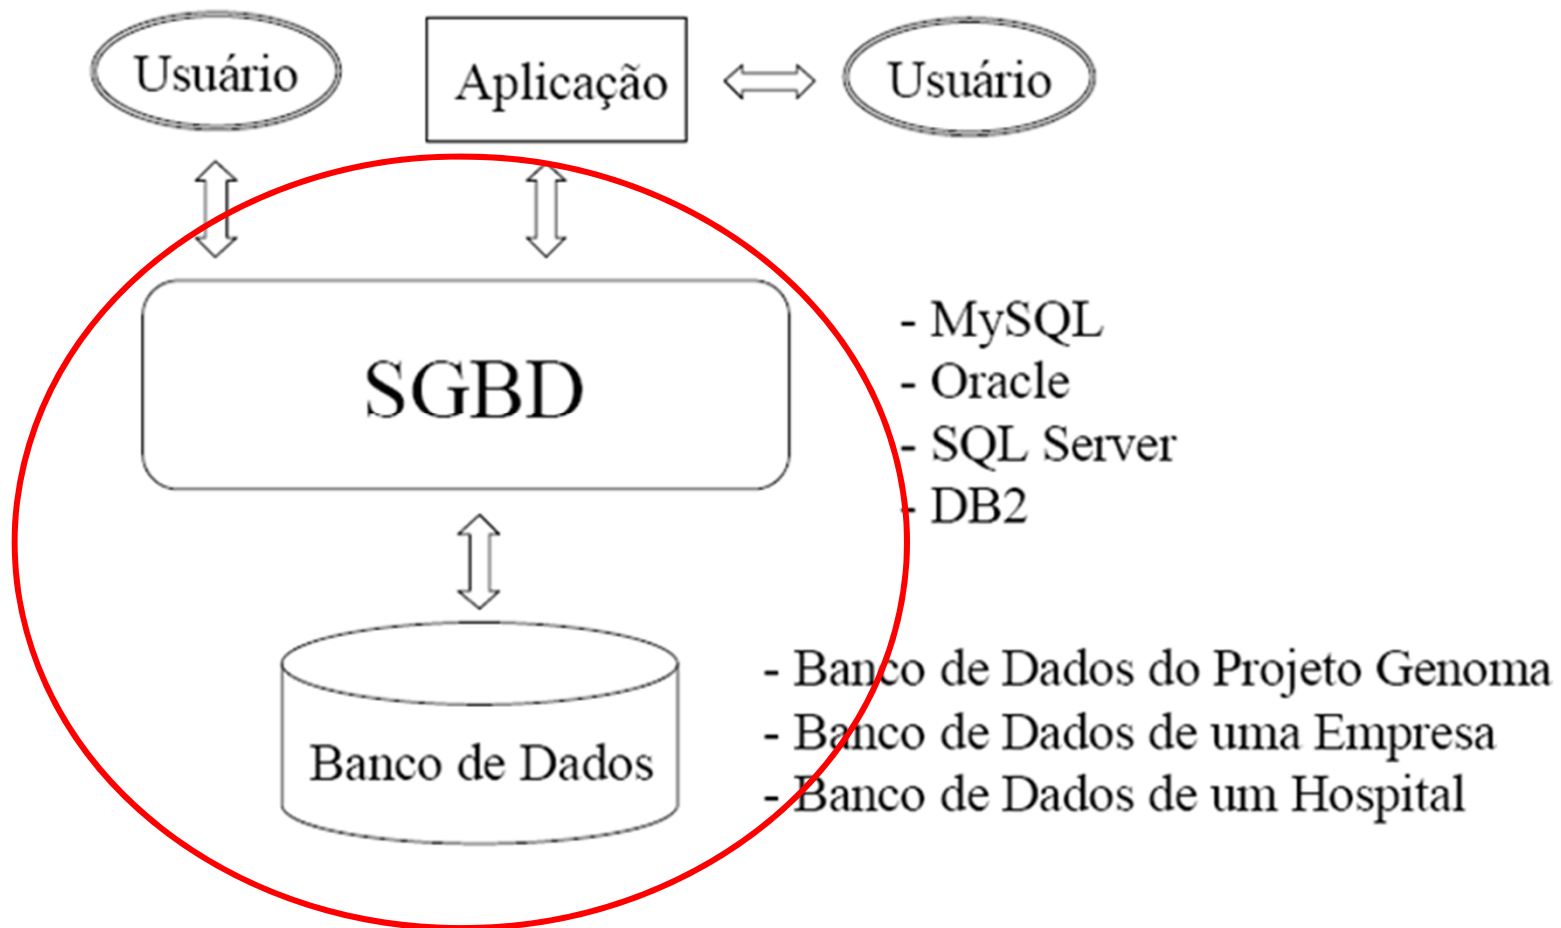 Usuário
Aplicação
Usuário
SGBD
- MySQL
- Oracle
- SQL Server
- DB2
Banco de Dados
- Banco de Dados do Projeto Genoma
- Banco de Dados de uma Empresa
- Banco de Dados de um Hospital